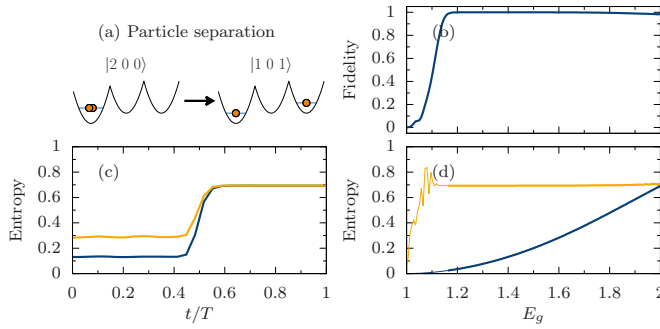 (a) Particle separation
|2 0 0⟩
|1 0 1⟩
(b)
Fidelity
1
0.8
0.6
0.4
0.2
0
(c)
Entropy
1
0.8
0.6
0.4
0.2
0
0 0.2 0.4 0.6 0.8 1
t/T
(d)
Entropy
1
0.8
0.6
0.4
0.2
0
1 1.2 1.4 1.6 1.8 2
E_g